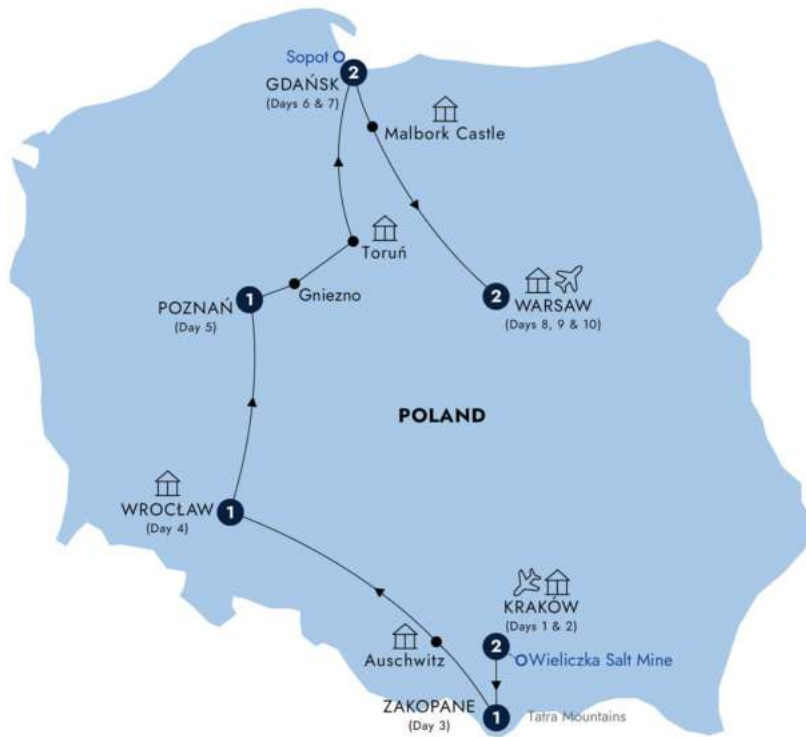 Sopot
2
GDAŃSK
(Days 6 & 7)
Malbork Castle
Toruń
Gniezno
POZNAŃ
1
(Day 5)
2
WARSAW
(Days 8, 9 & 10)
POLAND
WROCŁAW
1
(Day 4)
KRAKÓW
(Days 1 & 2)
2
Wieliczka Salt Mine
Auschwitz
ZAKOPANE
(Day 3)
1
Tatra Mountains